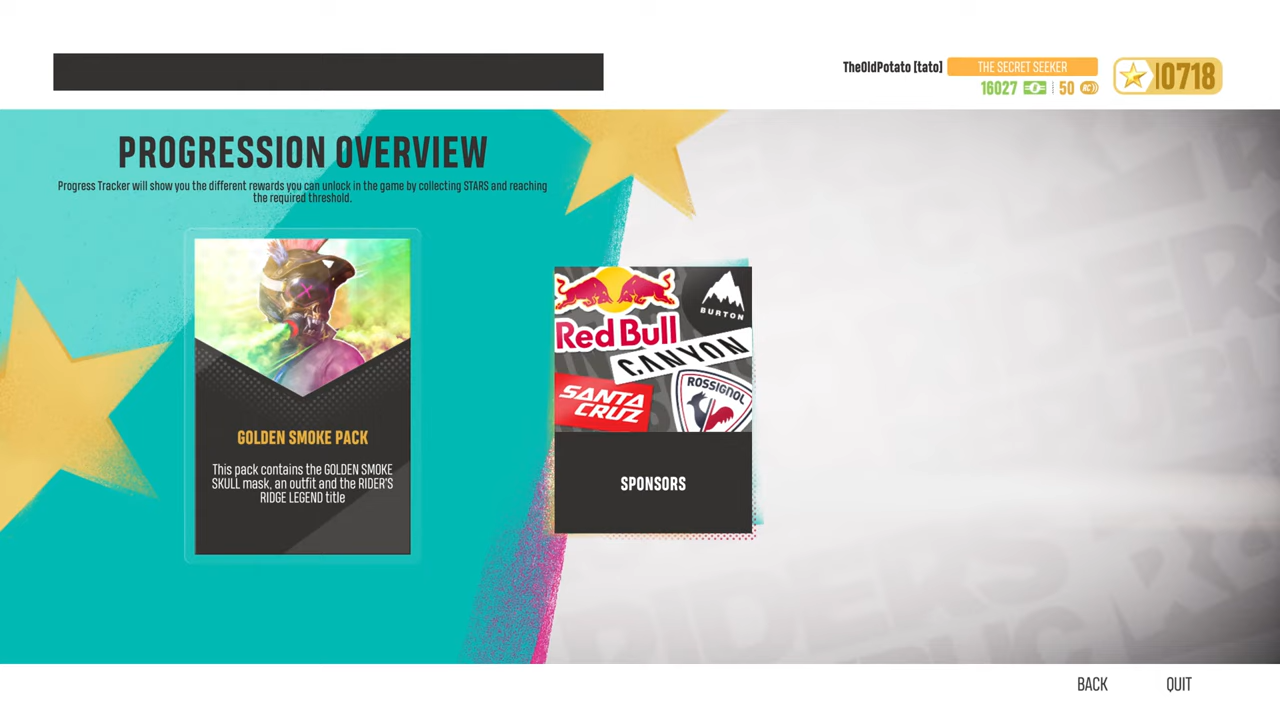 TheOldPotato [tato]
THE SECRET SEEKER
16027
50
10718
PROGRESSION OVERVIEW
Progress Tracker will show you the different rewards you can unlock in the game by collecting STARS and reaching
the required threshold.
GOLDEN SMOKE PACK
This pack contains the GOLDEN SMOKE
SKULL mask, an outfit and the RIDER'S
RIDGE LEGEND title
BURTON
Red Bull
CANYON
SANTA
CRUZ
ROSSIGNOL
SPONSORS
RIDERS
BACK
QUIT